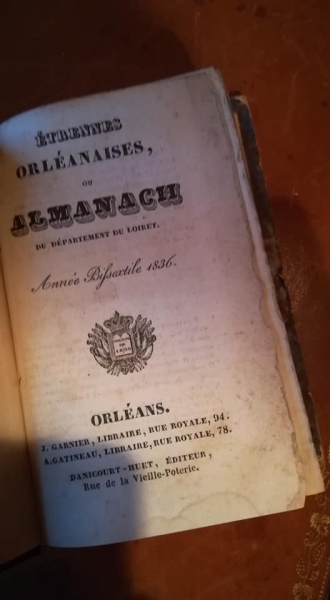 ÉTRENNES
ORLÉANAISES,
OU
ALMANACH
DU DÉPARTEMENT DU LOIRET.
Année Bissextile 1836.
ORLÉANS.
J. GARNIER, LIBRAIRE, RUE ROYALE, 94.
A. GATINEAU, LIBRAIRE, RUE ROYALE, 78.
DANICOURT-HUET, ÉDITEUR,
Rue de la Vieille-Poterie.